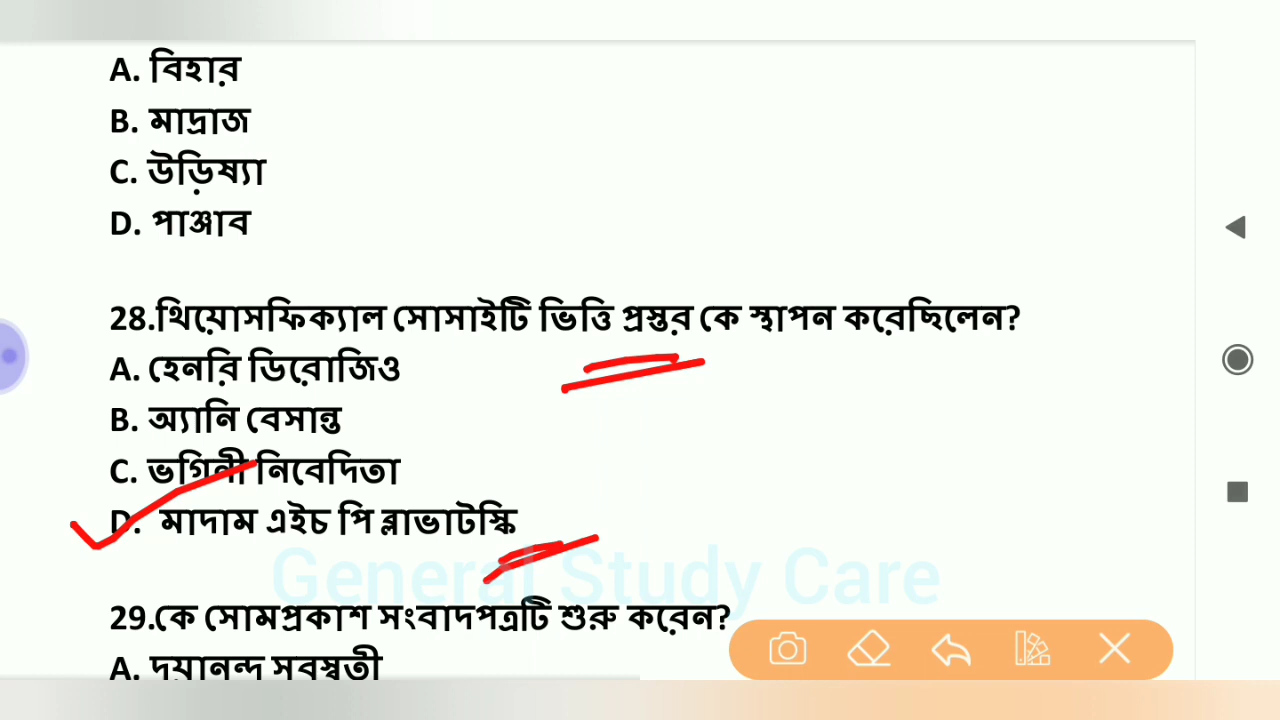 A. বিহার
B. মাদ্রাজ
C. উড়িষ্যা
D. পাঞ্জাব
28.থিয়োসফিক্যাল সোসাইটি ভিত্তি প্রস্তর কে স্থাপন করেছিলেন?
A. হেনরি ডিরোজিও
B. অ্যানি বেসান্ত
C. ভগিনী নিবেদিতা
D. মাদাম এইচ পি ব্লাভাটস্কি
General Study Care
29.কে সোমপ্রকাশ সংবাদপত্রটি শুরু করেন?
A. দয়ানন্দ সরস্বতী